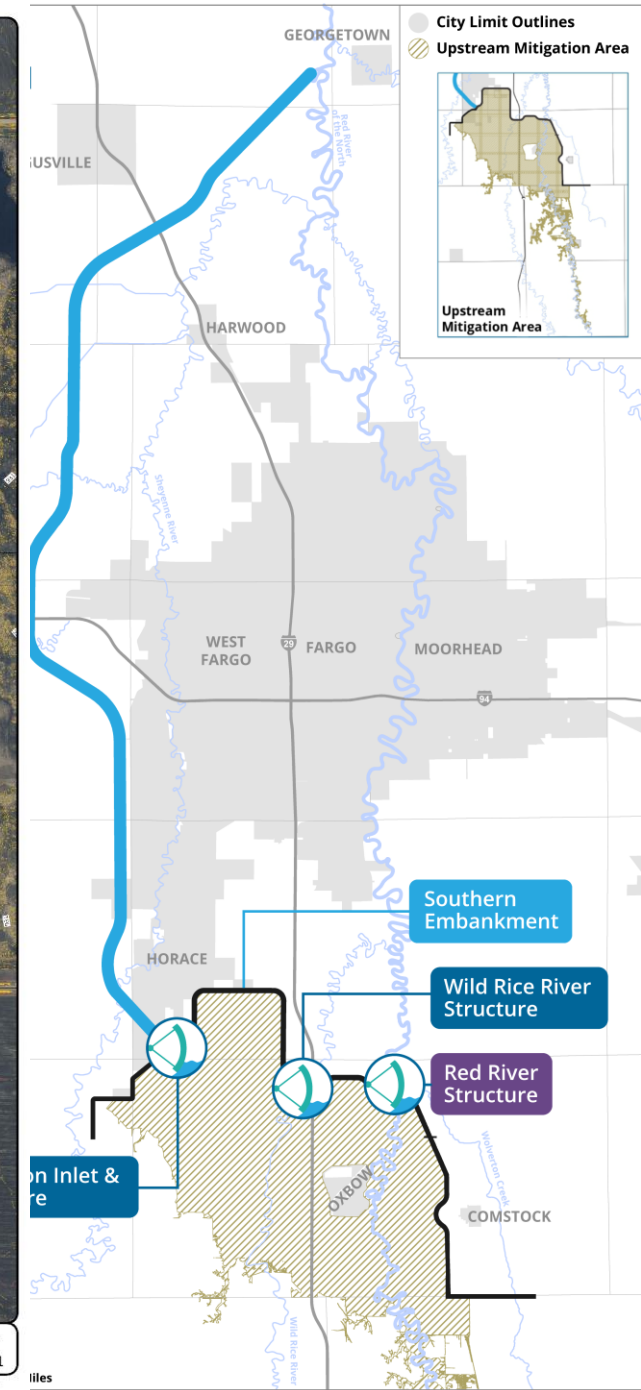 City Limit Outlines
Upstream Mitigation Area
Upstream
Mitigation Area
GEORGETOWN
Red River
of the North
GUSVILLE
HARWOOD
Sheyenne River
WEST
FARGO
29
FARGO
MOORHEAD
94
Southern
Embankment
HORACE
Wild Rice River
Structure
Red River
Structure
on Inlet &
re
OXBOW
Wolverton Creek
COMSTOCK
Wild Rice River
Miles